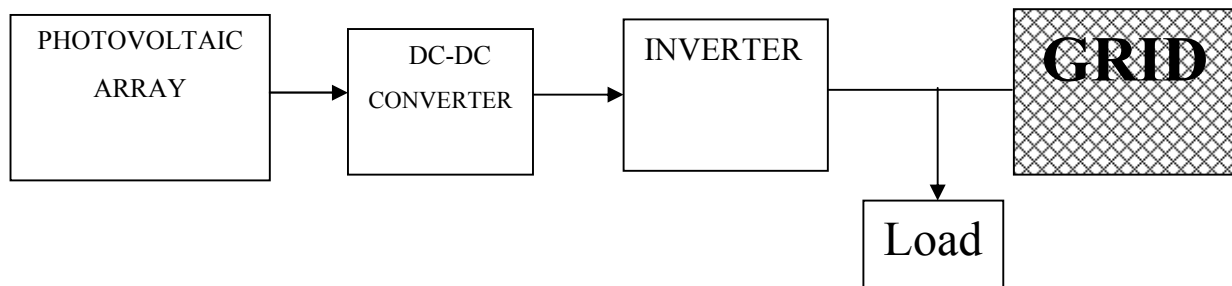 PHOTOVOLTAIC
ARRAY
DC-DC
CONVERTER
INVERTER
GRID
Load